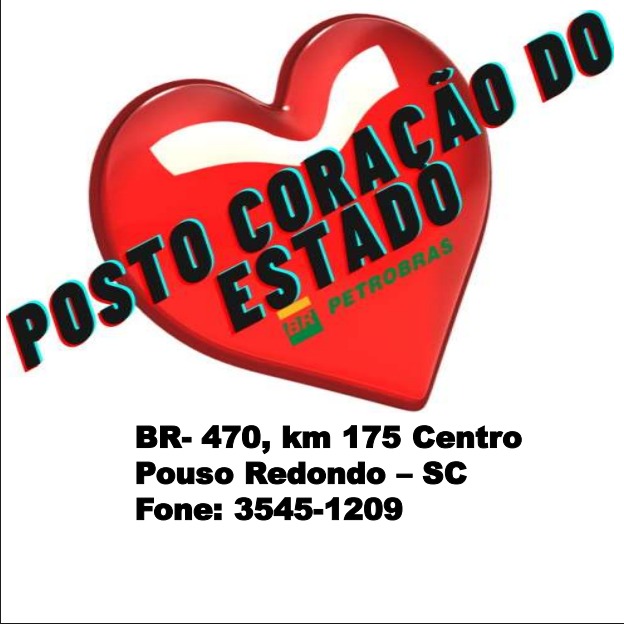 POSTO CORAÇÃO DO
ESTADO
BR PETROBRAS
BR- 470, km 175 Centro
Pouso Redondo – SC
Fone: 3545-1209